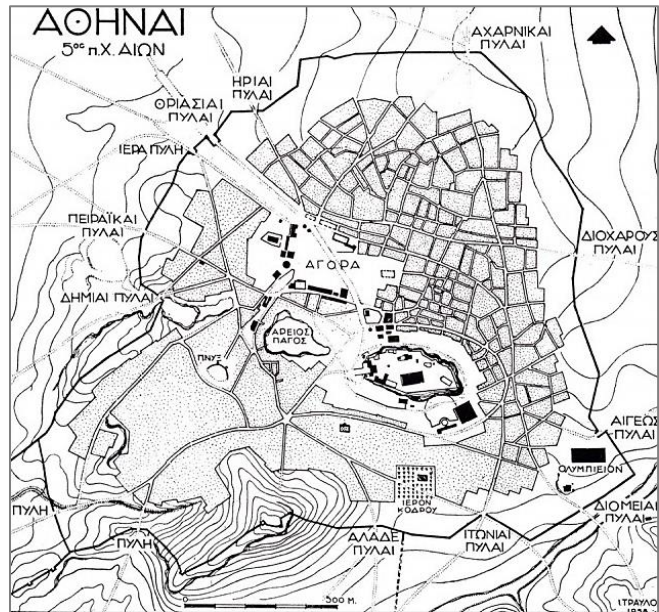 ΑΘΗΝΑΙ
5ος π.Χ. ΑΙΩΝ
ΑΧΑΡΝΙΚΑΙ
ΠΥΛΑΙ
ΗΡΙΑΙ
ΠΥΛΑΙ
ΘΡΙΑΣΙΑΙ
ΠΥΛΑΙ
ΙΕΡΑ ΠΥΛΗ
ΠΕΙΡΑΪΚΑΙ
ΠΥΛΑΙ
ΔΙΟΧΑΡΟΥΣ
ΠΥΛΑΙ
ΑΓΟΡΑ
ΔΗΜΙΑΙ ΠΥΛΑΙ
ΑΡΕΙΟΣ
ΠΑΓΟΣ
ΠΝΥΞ
ΑΙΓΕΩΣ
ΠΥΛΑΙ
ΟΛΥΜΠΙΕΙΟΝ
ΙΕΡΟΝ
ΚΟΔΡΟΥ
ΔΙΟΜΕΙΑΙ
ΠΥΛΑΙ
ΠΥΛΗ
ΠΥΛΗ
ΑΛΑΔΕ
ΠΥΛΑΙ
ΙΤΩΝΙΑΙ
ΠΥΛΑΙ
500 Μ.
Ι.ΤΡΑΥΛΟ